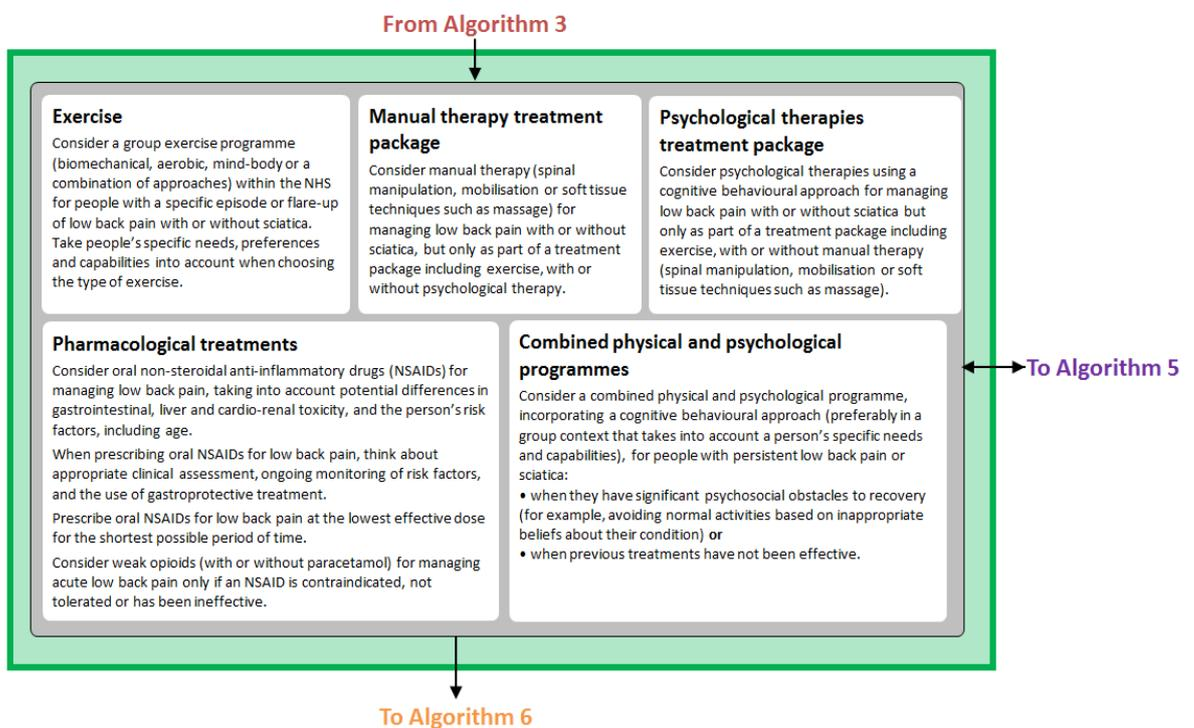 From Algorithm 3
Exercise
Consider a group exercise programme
(biomechanical, aerobic, mind-body or a
combination of approaches) within the NHS
for people with a specific episode or flare-up
of low back pain with or without sciatica.
Take people's specific needs, preferences
and capabilities into account when choosing
the type of exercise.
Manual therapy treatment
package
Consider manual therapy (spinal
manipulation, mobilisation or soft tissue
techniques such as massage) for
managing low back pain with or without
sciatica, but only as part of a treatment
package including exercise, with or
without psychological therapy.
Psychological therapies
treatment package
Consider psychological therapies using a
cognitive behavioural approach for managing
low back pain with or without sciatica but
only as part of a treatment package including
exercise, with or without manual therapy
(spinal manipulation, mobilisation or soft
tissue techniques such as massage).
Pharmacological treatments
Consider oral non-steroidal anti-inflammatory drugs (NSAIDs) for
managing low back pain, taking into account potential differences in
gastrointestinal, liver and cardio-renal toxicity, and the person's risk
factors, including age.
When prescribing oral NSAIDs for low back pain, think about
appropriate clinical assessment, ongoing monitoring of risk factors,
and the use of gastroprotective treatment.
Prescribe oral NSAIDs for low back pain at the lowest effective dose
for the shortest possible period of time.
Consider weak opioids (with or without paracetamol) for managing
acute low back pain only if an NSAID is contraindicated, not
tolerated or has been ineffective.
Combined physical and psychological
programmes
Consider a combined physical and psychological programme,
incorporating a cognitive behavioural approach (preferably in a
group context that takes into account a person's specific needs
and capabilities), for people with persistent low back pain or
sciatica:
• when they have significant psychosocial obstacles to recovery
(for example, avoiding normal activities based on inappropriate
beliefs about their condition) or
• when previous treatments have not been effective.
To Algorithm 5
To Algorithm 6